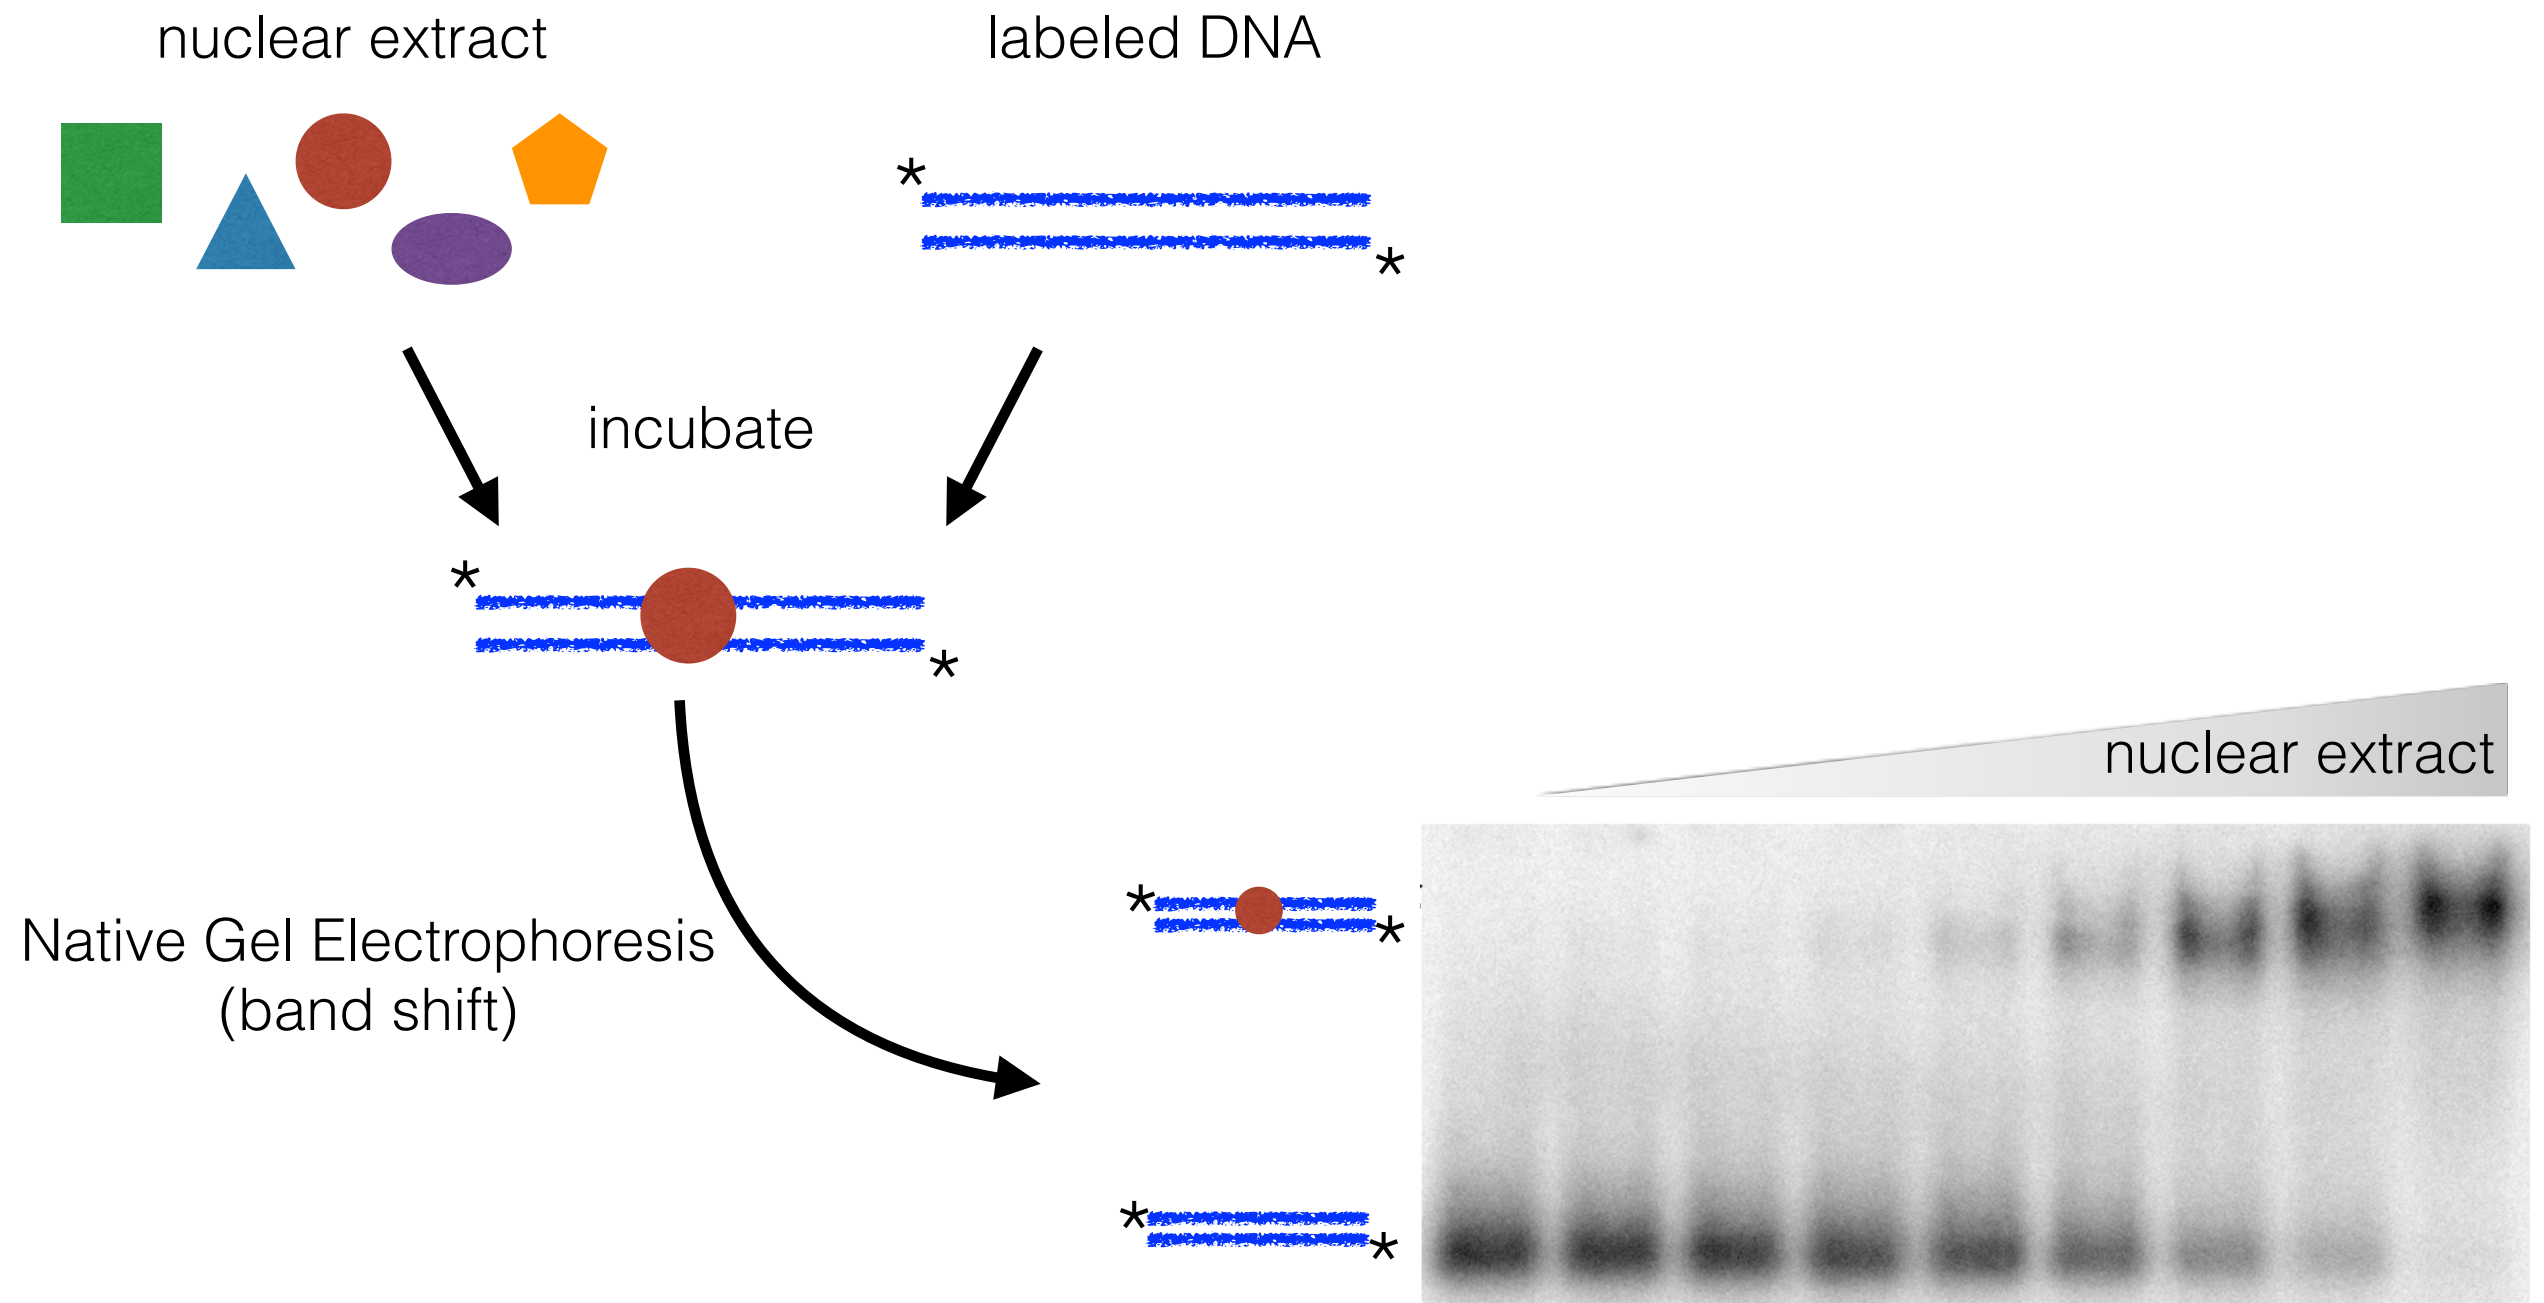 nuclear extract
labeled DNA
*
*
incubate
*
*
nuclear extract
Native Gel Electrophoresis
(band shift)
*
*
*
*